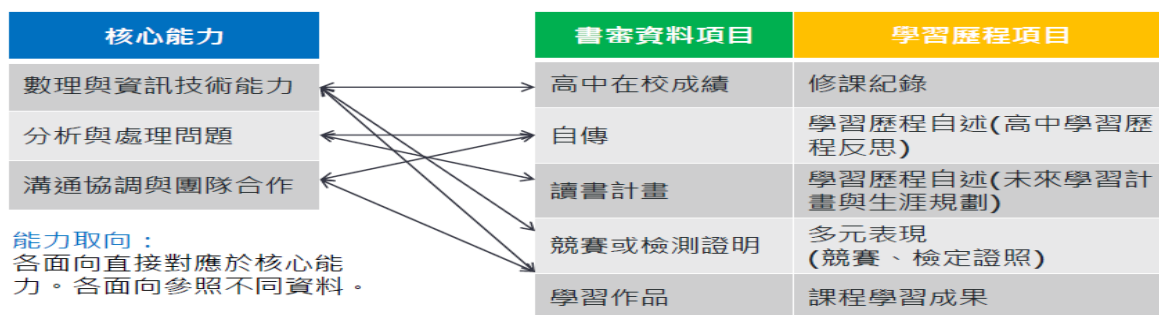 核心能力
數理與資訊技術能力
分析與處理問題
溝通協調與團隊合作
能力取向：
各面向直接對應於核心能
力。各面向參照不同資料。
書審資料項目 學習歷程項目
高中在校成績 修課紀錄
自傳 學習歷程自述(高中學習歷
程反思)
讀書計畫 學習歷程自述(未來學習計
畫與生涯規劃)
競賽或檢測證明 多元表現
(競賽、檢定證照)
學習作品 課程學習成果